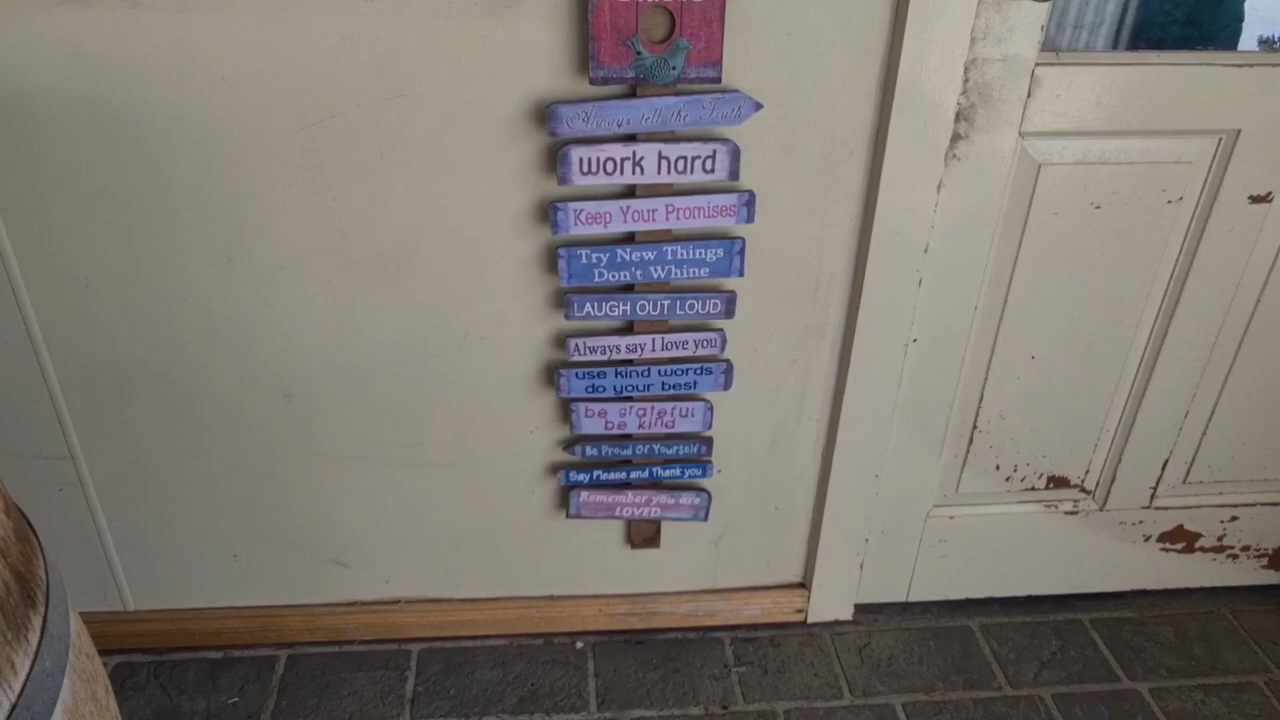 Always tell the Truth
work hard
Keep Your Promises
Try New Things
Don't Whine
LAUGH OUT LOUD
Always say I love you
use kind words
do your best
be grateful
be kind
Be Proud Of Yourself
Say Please and Thank you
Remember you are
LOVED